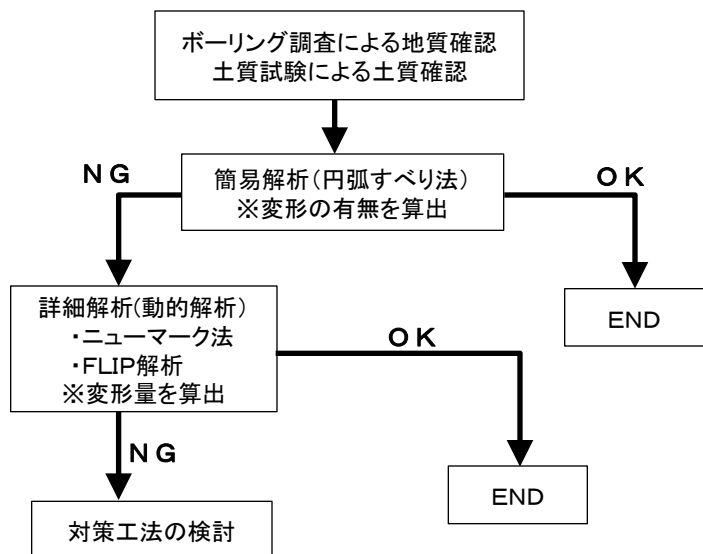 ボーリング調査による地質確認
土質試験による土質確認
NG
簡易解析(円弧すべり法)
※変形の有無を算出
OK
詳細解析(動的解析)
・ニューマーク法
・FLIP解析
※変形量を算出
OK
END
NG
END
対策工法の検討